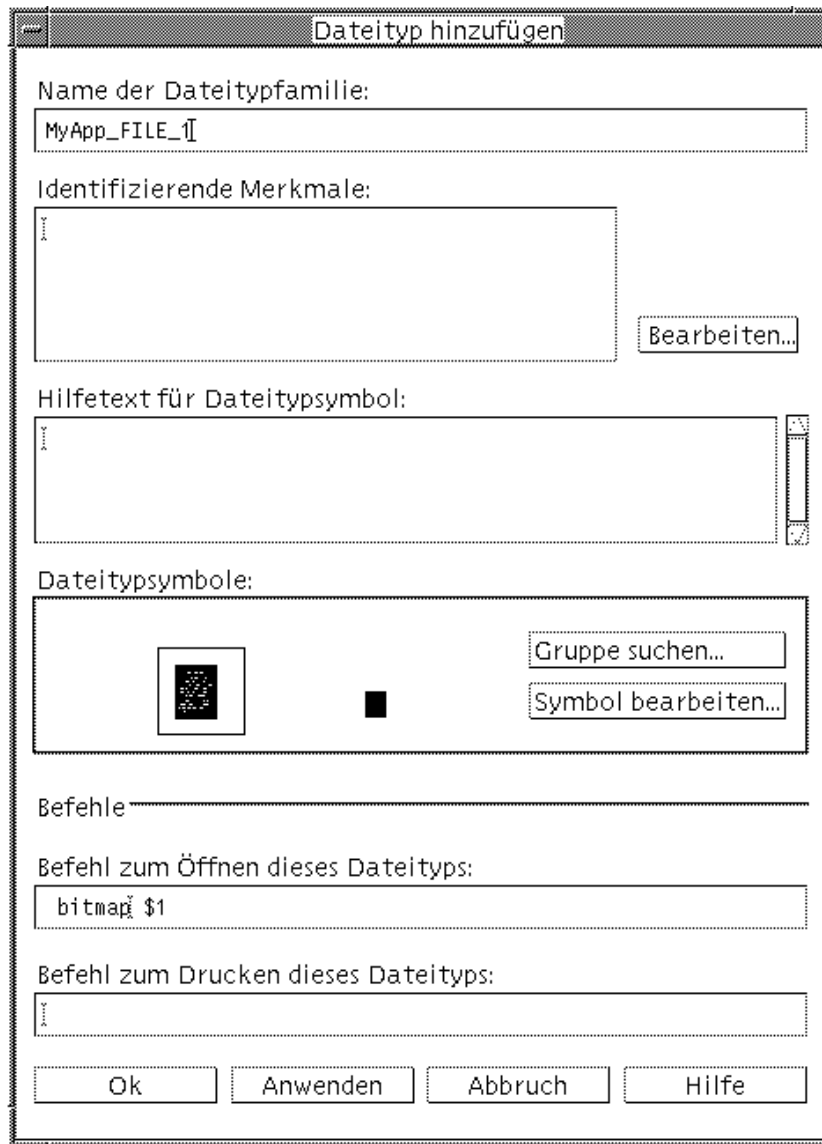 Dateityp hinzufügen
Name der Dateitypfamilie:
MyApp_FILE_1
Identifizierende Merkmale:
Bearbeiten...
Hilfetext für Dateitypsymbol:
Dateitypsymbole:
Gruppe suchen...
Symbol bearbeiten...
Befehle
Befehl zum Öffnen dieses Dateityps:
bitmap $1
Befehl zum Drucken dieses Dateityps:
Ok Anwenden Abbruch Hilfe